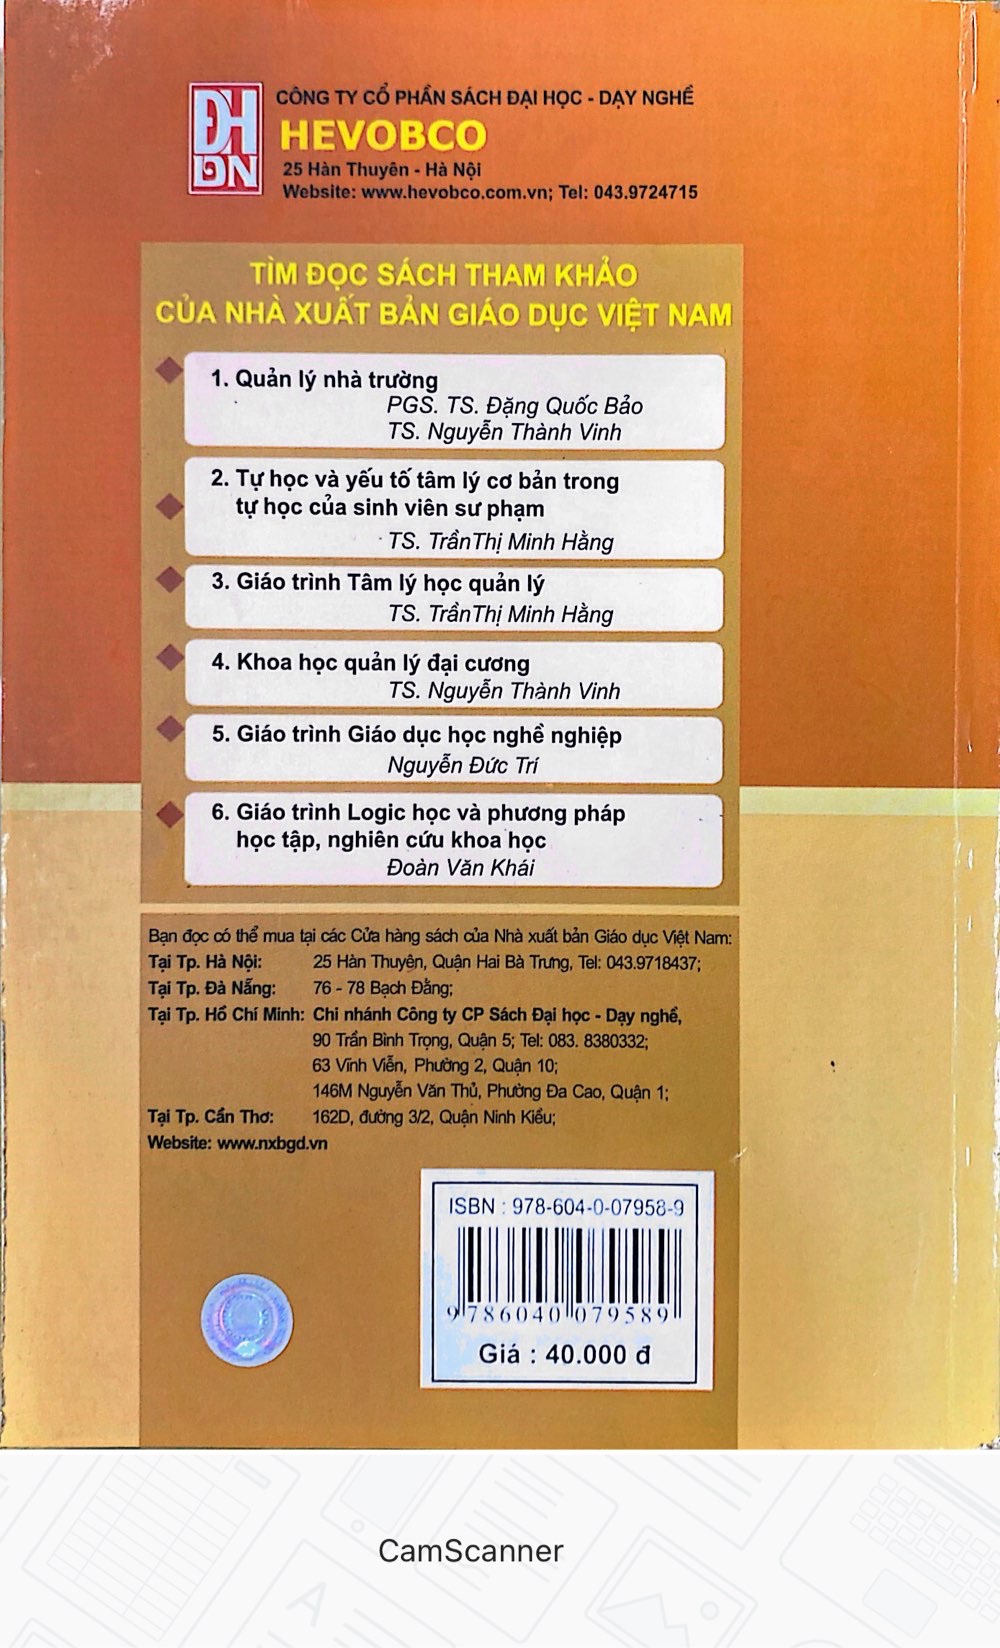 ĐH
DN
CÔNG TY CỔ PHẦN SÁCH ĐẠI HỌC - DẠY NGHỀ
HEVOBCO
25 Hàn Thuyên - Hà Nội
Website: www.hevobco.com.vn; Tel: 043.9724715
TÌM ĐỌC SÁCH THAM KHẢO
CỦA NHÀ XUẤT BẢN GIÁO DỤC VIỆT NAM
1. Quản lý nhà trường
PGS. TS. Đặng Quốc Bảo
TS. Nguyễn Thành Vinh
2. Tự học và yếu tố tâm lý cơ bản trong
tự học của sinh viên sư phạm
TS. TrầnThị Minh Hằng
3. Giáo trình Tâm lý học quản lý
TS. TrầnThị Minh Hằng
4. Khoa học quản lý đại cương
TS. Nguyễn Thành Vinh
5. Giáo trình Giáo dục học nghề nghiệp
Nguyễn Đức Trí
6. Giáo trình Logic học và phương pháp
học tập, nghiên cứu khoa học
Đoàn Văn Khái
Bạn đọc có thể mua tại các Cửa hàng sách của Nhà xuất bản Giáo dục Việt Nam:
Tại Tp. Hà Nội: 25 Hàn Thuyên, Quận Hai Bà Trưng, Tel: 043.9718437;
Tại Tp. Đà Nẵng: 76 - 78 Bạch Đằng;
Tại Tp. Hồ Chí Minh: Chi nhánh Công ty CP Sách Đại học - Dạy nghề,
90 Trần Bình Trọng, Quận 5; Tel: 083. 8380332;
63 Vĩnh Viễn, Phường 2, Quận 10;
146M Nguyễn Văn Thủ, Phường Đa Cao, Quận 1;
Tại Tp. Cần Thơ: 162D, đường 3/2, Quận Ninh Kiều;
Website: www.nxbgd.vn
ISBN : 978-604-0-07958-9
9 786040 079589
Giá : 40.000 đ
CamScanner